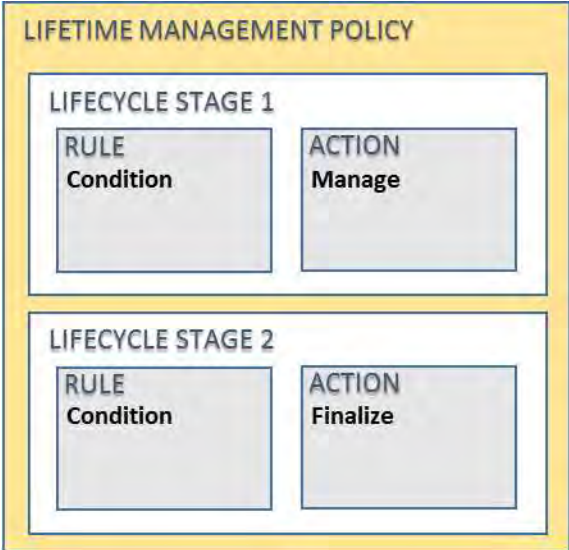 LIFETIME MANAGEMENT POLICY
LIFECYCLE STAGE 1
RULE
Condition
ACTION
Manage
LIFECYCLE STAGE 2
RULE
Condition
ACTION
Finalize